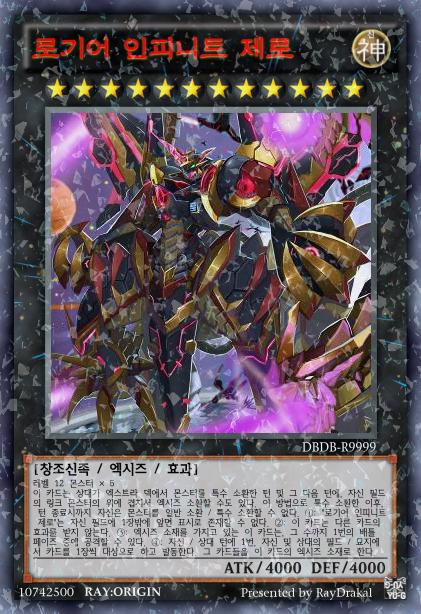 로기어 인피니트 제로
神
DBDB-R9999
[창조신족 / 엑시즈 / 효과]
레벨 12 몬스터 × 5
이 카드는 상대가 엑스트라 덱에서 몬스터를 특수 소환한 턴 및 그 다음 턴에, 자신 필드
의 링크 몬스터의 위에 겹쳐서 엑시즈 소환할 수도 있다. 이 방법으로 특수 소환한 이후,
턴 종료시까지 자신은 몬스터를 일반 소환 / 특수 소환할 수 없다. ①: "로기어 인피니트
제로"는 자신 필드에 1장밖에 앞면 표시로 존재할 수 없다. ②: 이 카드는 다른 카드의
효과를 받지 않는다. ③: 엑시즈 소재를 가지고 있는 이 카드는, 그 수까지 1번의 배틀
페이즈 중에 공격할 수 있다. ④: 자신 / 상대 턴에 1번, 자신 및 상대의 필드 / 묘지에
서 카드를 1장씩 대상으로 하고 발동한다. 그 카드들을 이 카드의 엑시즈 소재로 한다
ATK/4000 DEF/4000
10742500 RAY:ORIGIN Presented by RayDrakal